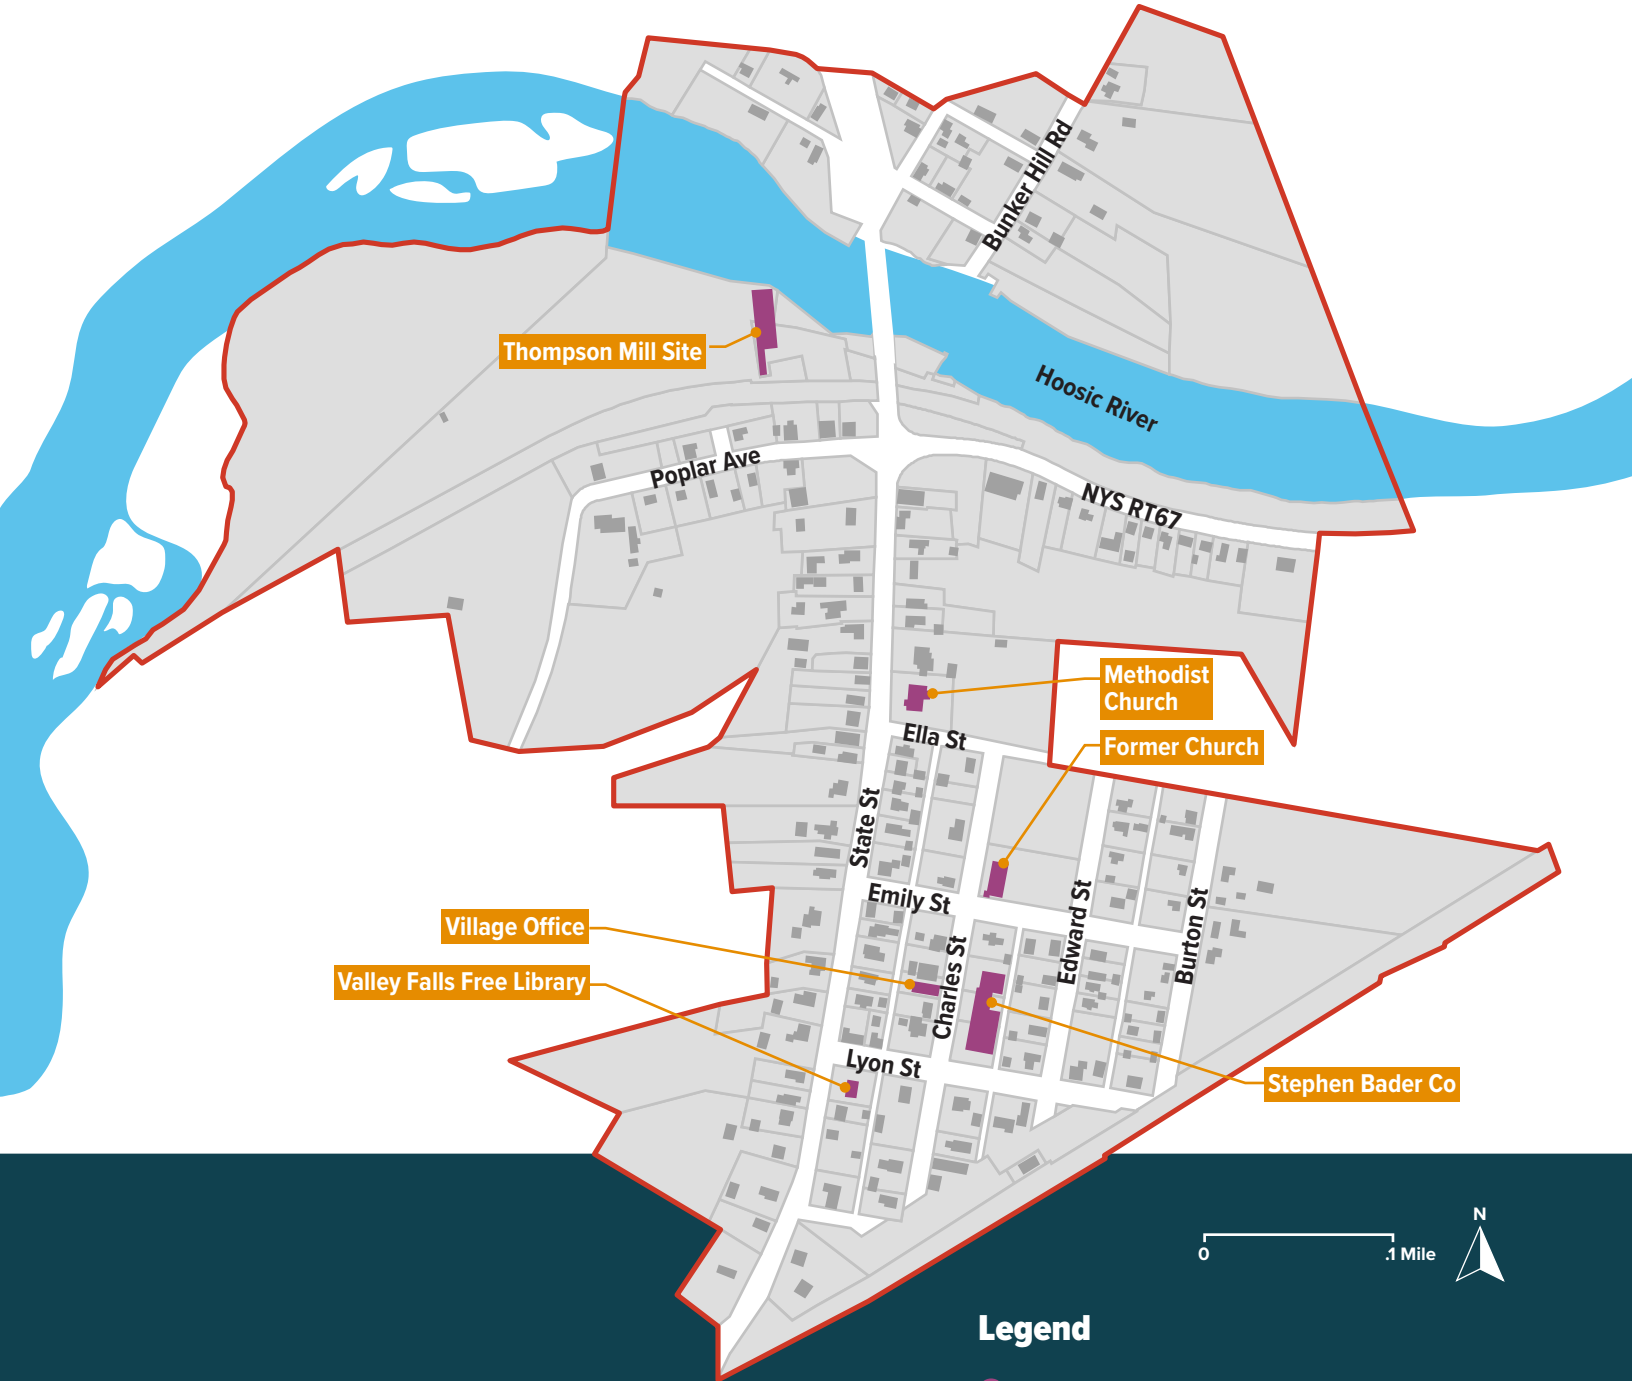 Bunker Hill Rd
Thompson Mill Site
Hoosic River
Poplar Ave
NYS RT67
Methodist
Church
Ella St
Former Church
State St
Emily St
Edward St
Burton St
Village Office
Charles St
Valley Falls Free Library
Lyon St
Stephen Bader Co
N
0
.1 Mile
Legend